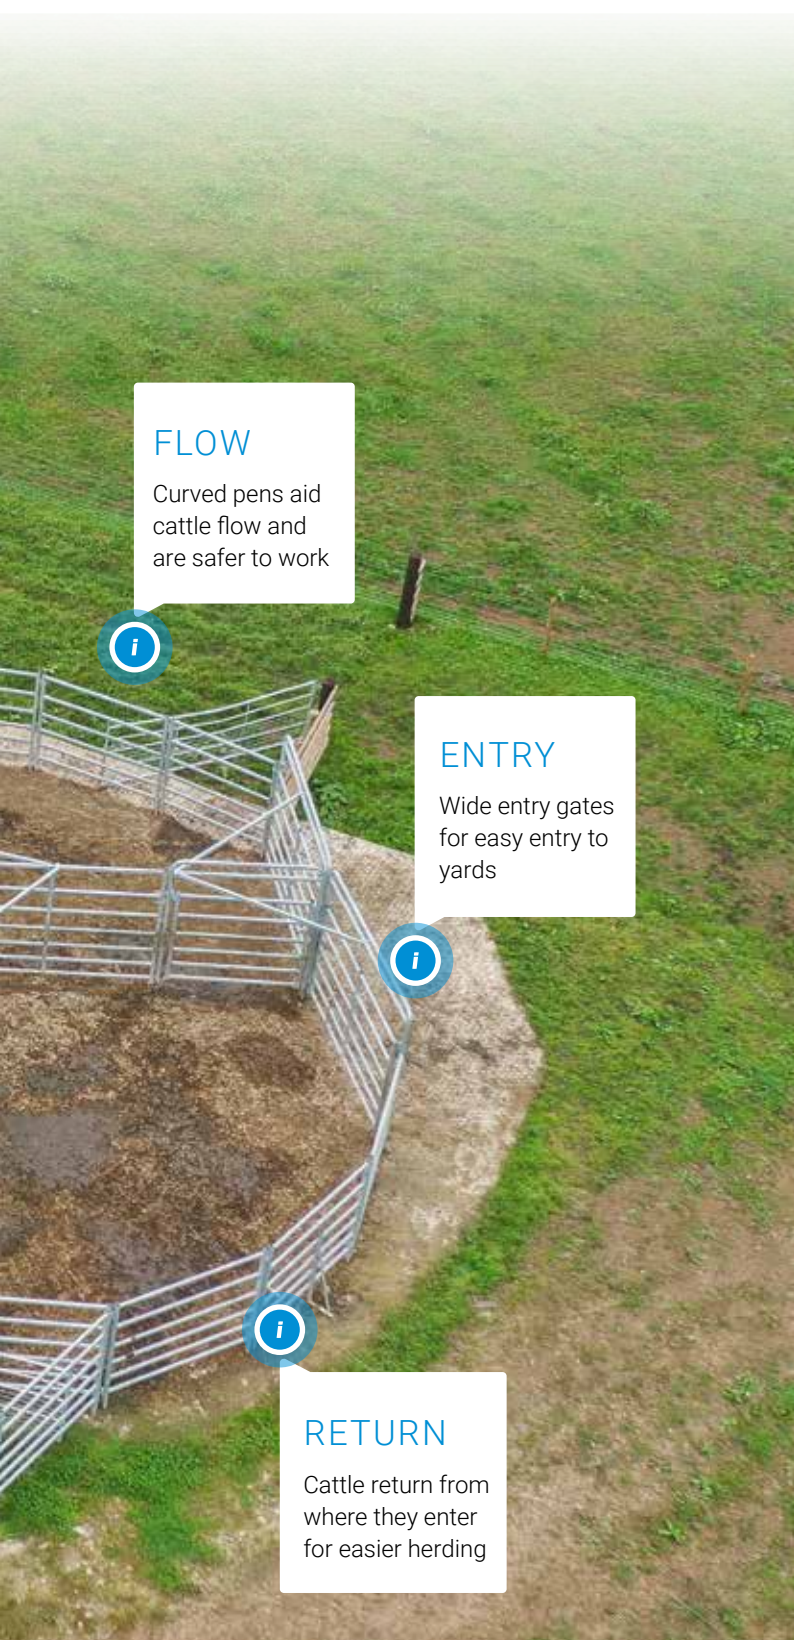 FLOW
Curved pens aid
cattle flow and
are safer to work
i
ENTRY
Wide entry gates
for easy entry to
yards
i
i
RETURN
Cattle return from
where they enter
for easier herding